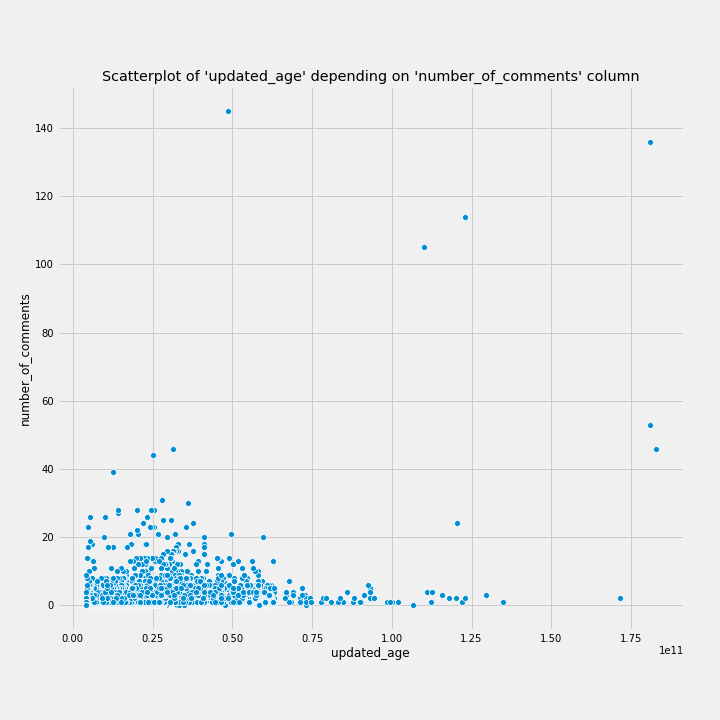 Scatterplot of 'updated_age' depending on 'number_of_comments' column
140
120
100
80
60
40
20
0
number_of_comments
0.00 0.25 0.50 0.75 1.00 1.25 1.50 1.75
1e11
updated_age